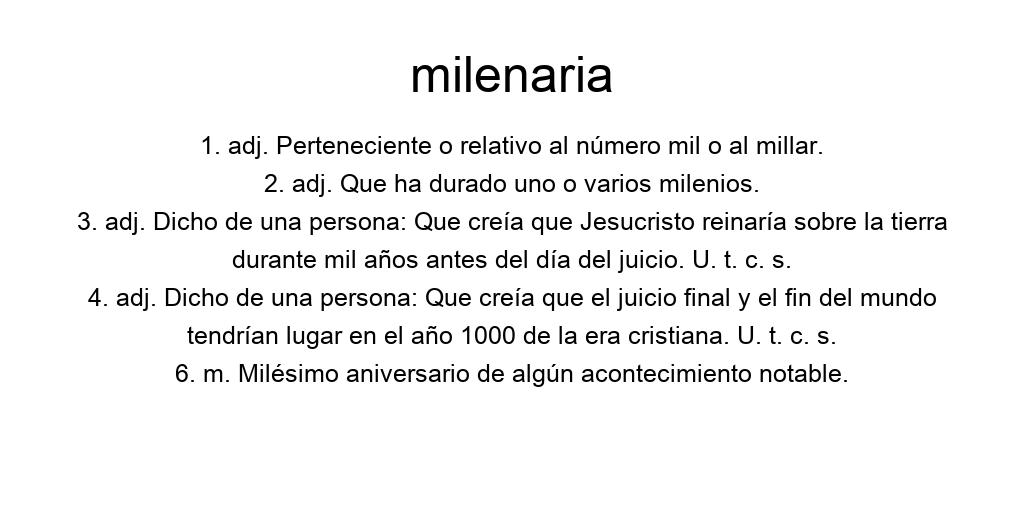 milenaria
1. adj. Perteneciente o relativo al número mil o al millar.
2. adj. Que ha durado uno o varios milenios.
3. adj. Dicho de una persona: Que creía que Jesucristo reinaría sobre la tierra
durante mil años antes del día del juicio. U. t. c. s.
4. adj. Dicho de una persona: Que creía que el juicio final y el fin del mundo
tendrían lugar en el año 1000 de la era cristiana. U. t. c. s.
6. m. Milésimo aniversario de algún acontecimiento notable.